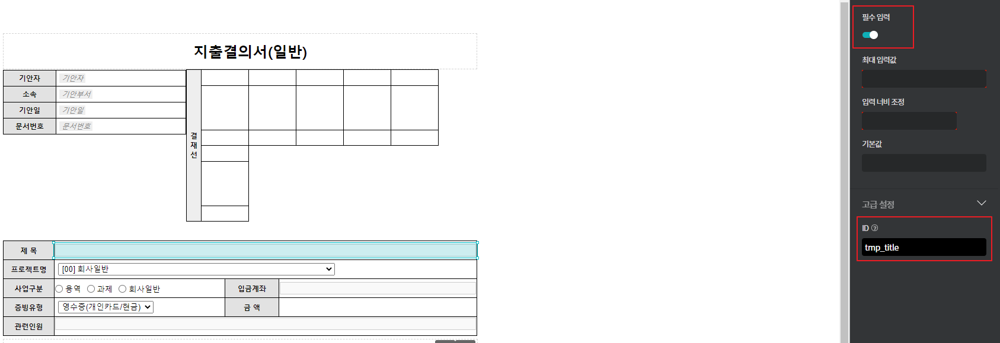 지출결의서(일반)
기안자 기안자
소속 기안부서
기안일 기안일
문서번호 문서번호
결재선
제 목
프로젝트명 [00] 회사일반
사업구분 용역 과제 회사일반 입금계좌
증빙유형 영수증(개인카드/현금) 금 액
관련인원
필수 입력
최대 입력값
입력 너비 조정
기본값
고급 설정
ID ?
tmp_title